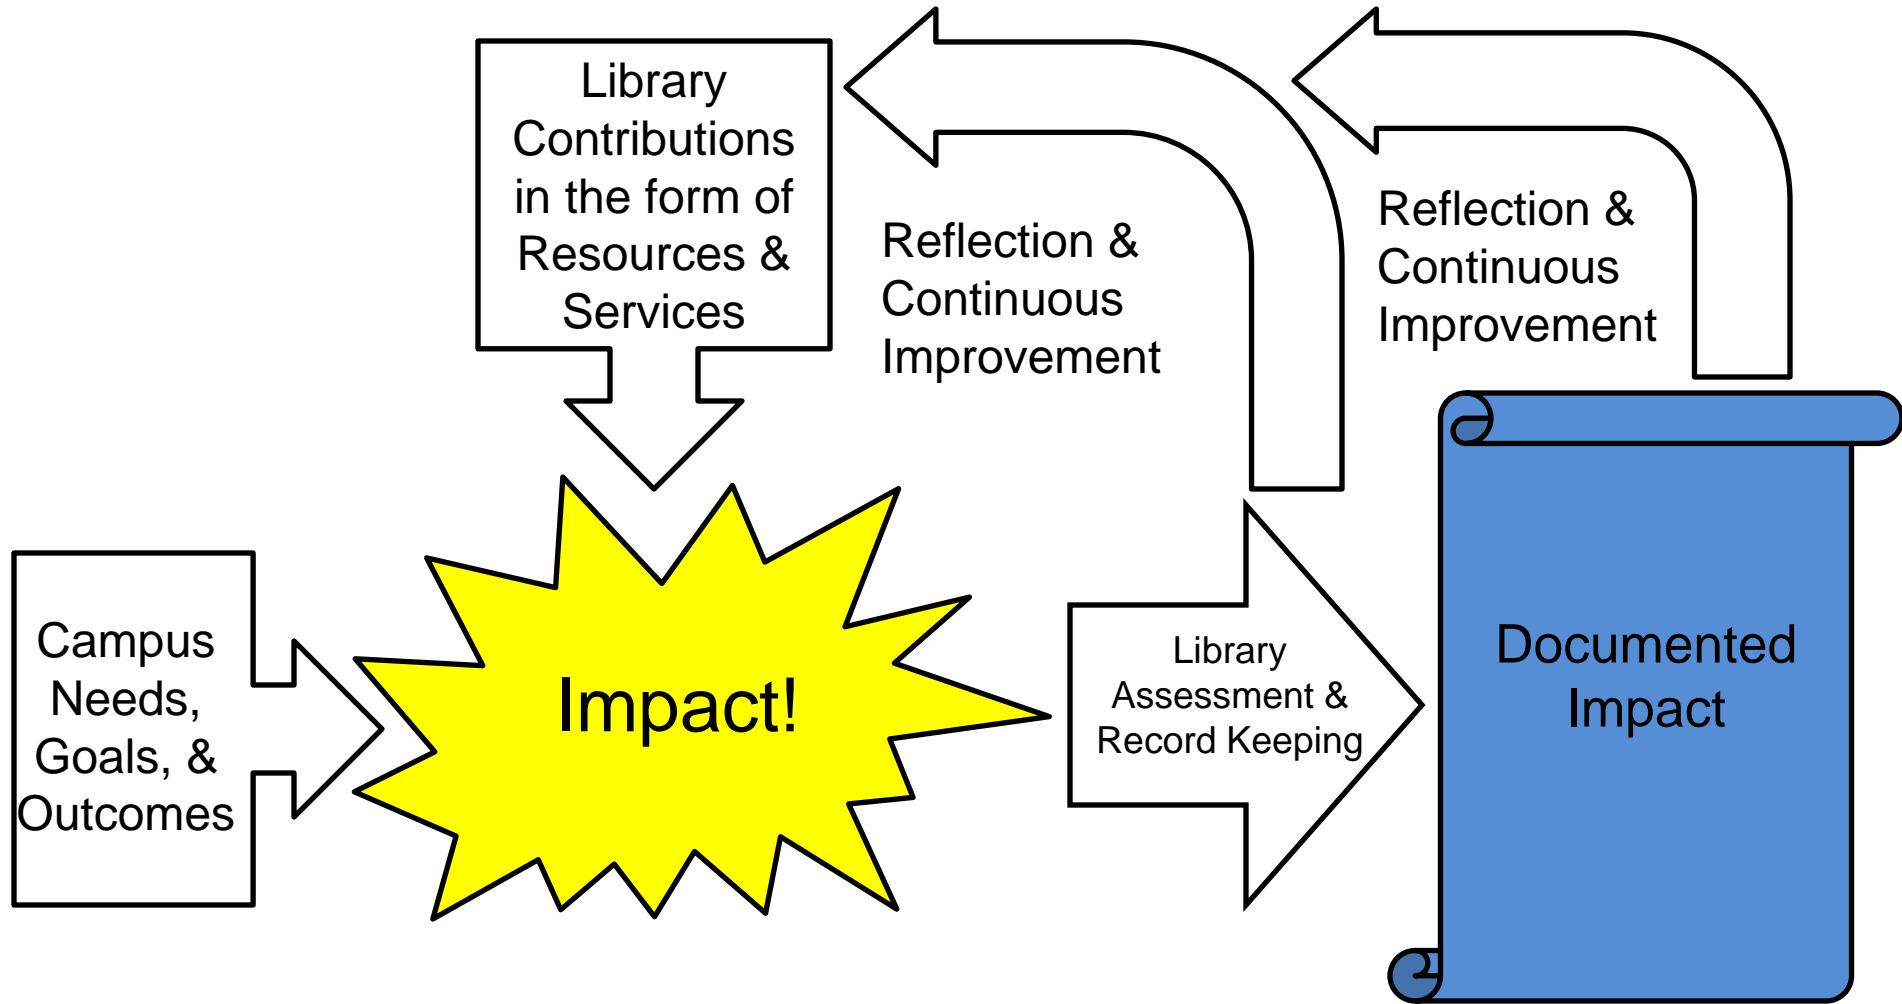 Library
Contributions
in the form of
Resources &
Services
Reflection &
Continuous
Improvement
Reflection &
Continuous
Improvement
Campus
Needs,
Goals, &
Outcomes
Impact!
Library
Assessment &
Record Keeping
Documented
Impact